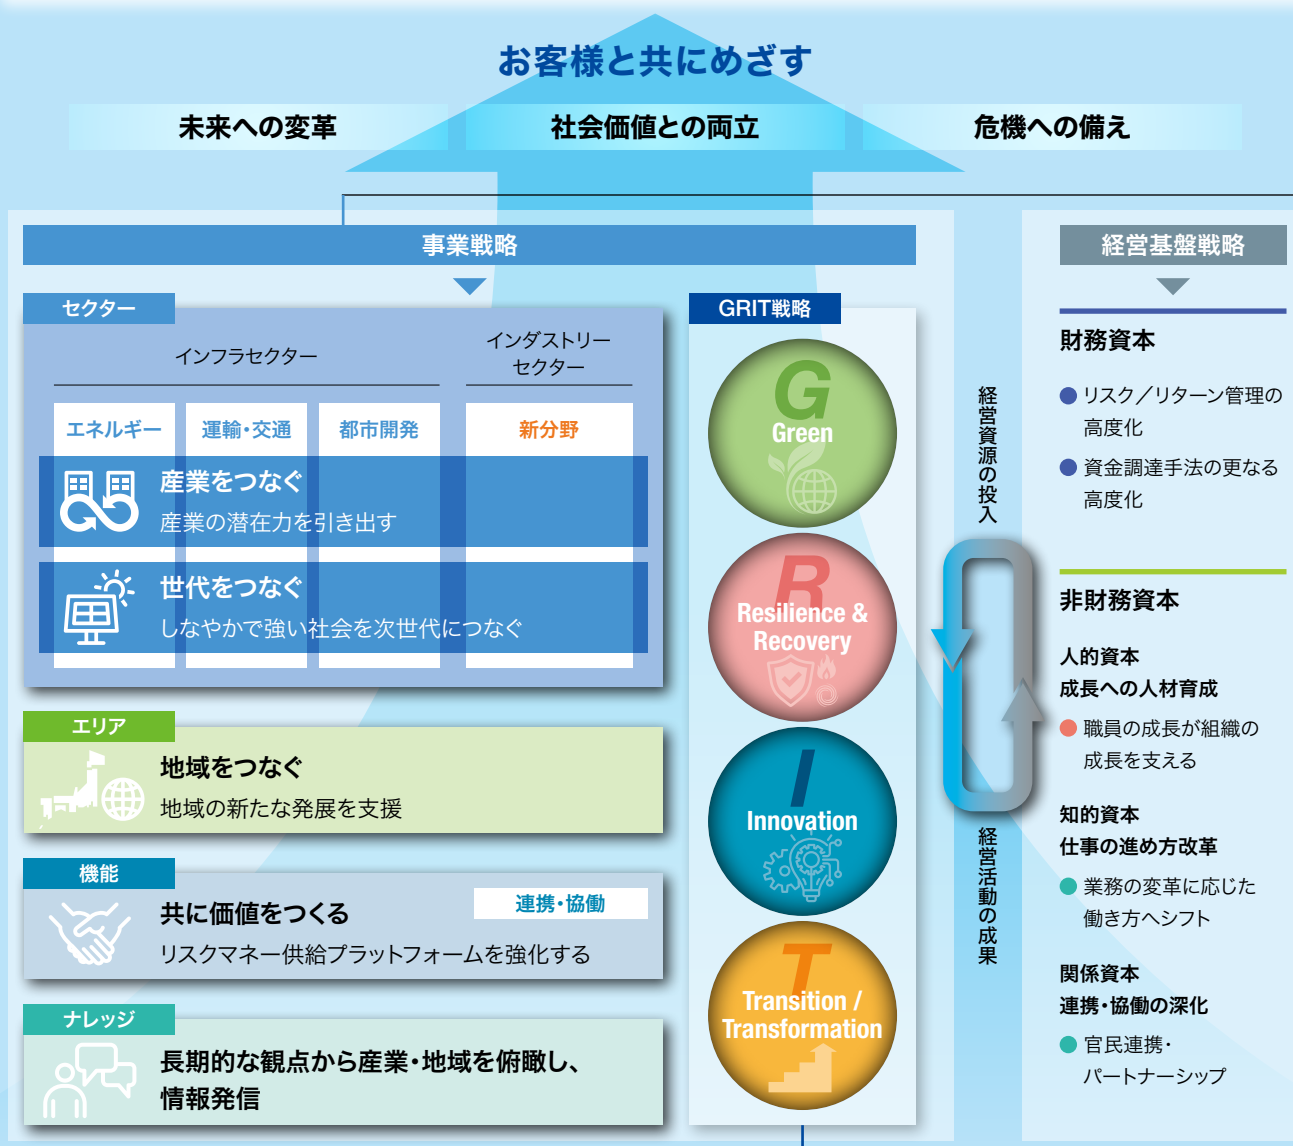 お客様と共にめざす
未来への変革
社会価値との両立
危機への備え
事業戦略
セクター
インフラセクター
インダストリー
セクター
エネルギー
運輸・交通
都市開発
新分野
産業をつなぐ
産業の潜在力を引き出す
世代をつなぐ
しなやかで強い社会を次世代につなぐ
エリア
地域をつなぐ
地域の新たな発展を支援
機能
共に価値をつくる
連携・協働
リスクマネー供給プラットフォームを強化する
ナレッジ
長期的な観点から産業・地域を俯瞰し、
情報発信
GRIT戦略
G
Green
R
Resilience &
Recovery
I
Innovation
T
Transition /
Transformation
経営資源の投入
経営活動の成果
経営基盤戦略
財務資本
リスク／リターン管理の
高度化
資金調達手法の更なる
高度化
非財務資本
人的資本
成長への人材育成
職員の成長が組織の
成長を支える
知的資本
仕事の進め方改革
業務の変革に応じた
働き方へシフト
関係資本
連携・協働の深化
官民連携・
パートナーシップ